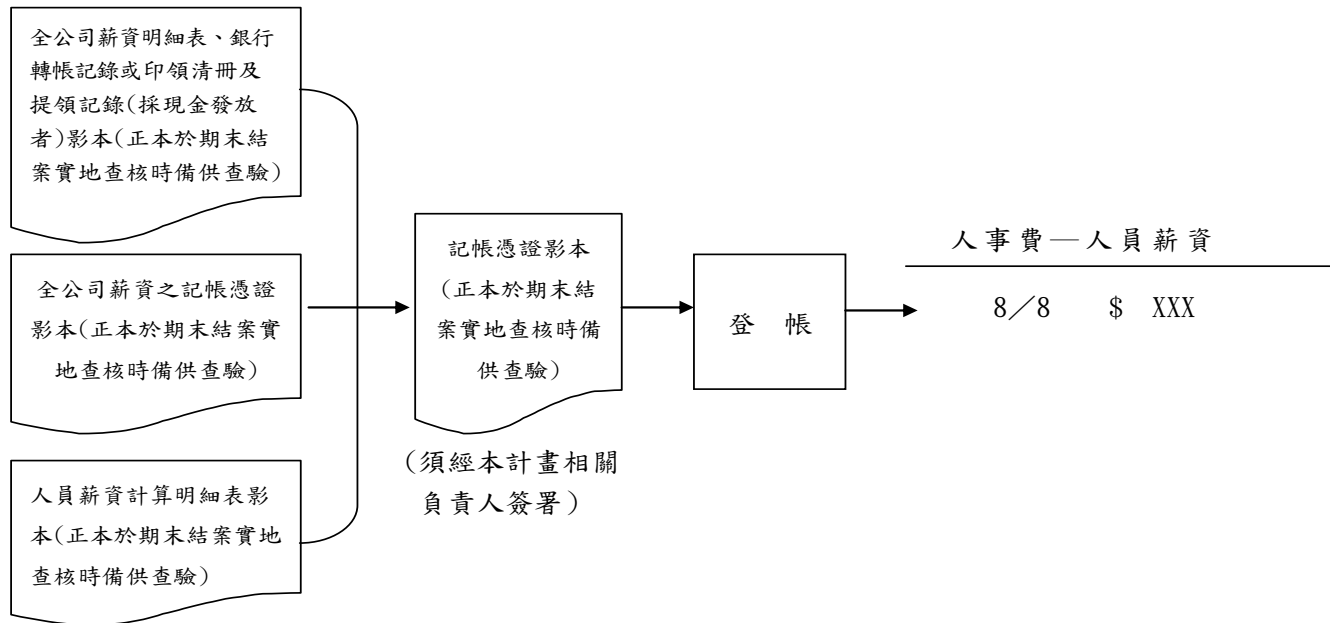 全公司薪資明細表、銀行
轉帳記錄或印領清冊及
提領記錄(採現金發放
者)影本(正本於期末結
案實地查核時備供查驗)
全公司薪資之記帳憑證
影本(正本於期末結案實
地查核時備供查驗)
人員薪資計算明細表影
本(正本於期末結案實地
查核時備供查驗)
記帳憑證影本
(正本於期末結
案實地查核時備
供查驗)
(須經本計畫相關
負責人簽署)
登 帳
人事費—人員薪資
8／8 $ XXX